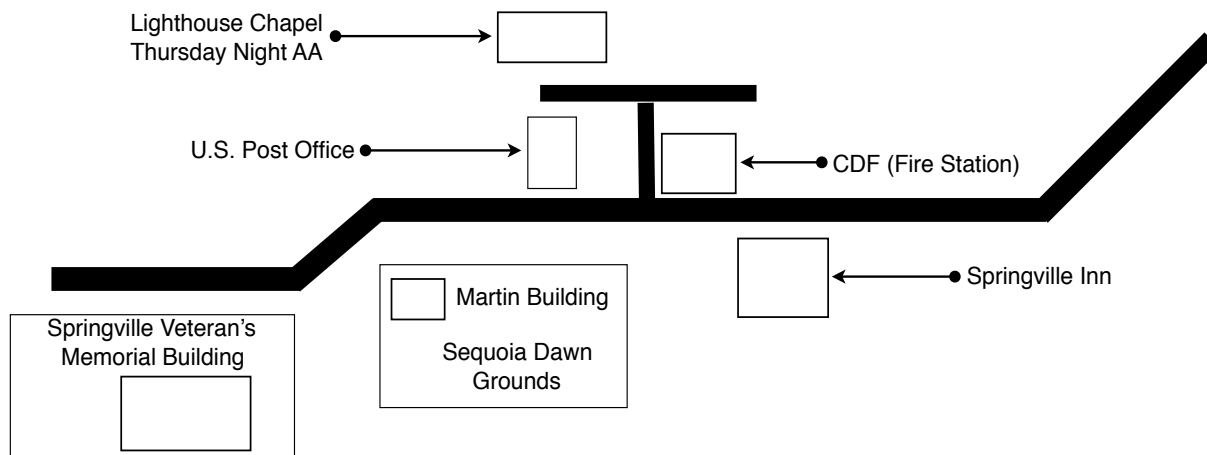 Lighthouse Chapel
Thursday Night AA
U.S. Post Office
CDF (Fire Station)
Springville Inn
Martin Building
Sequoia Dawn
Grounds
Springville Veteran's
Memorial Building